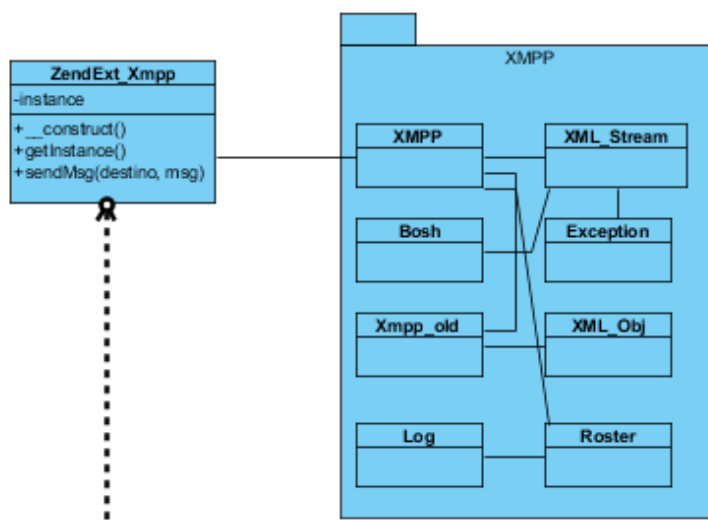 ZendExt_Xmpp
-instance
+__construct()
+getInstance()
+sendMsg(destino, msg)
XMPP
XMPP
XML_Stream
Bosh
Exception
Xmpp_old
XML_Obj
Log
Roster